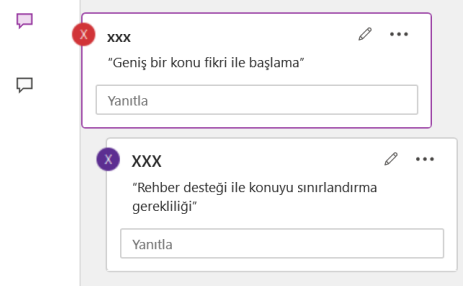 X
xxx
“Geniş bir konu fikri ile başlama”
Yanıtla
X
XXX
“Rehber desteği ile konuyu sınırlandırma
gerekliliği”
Yanıtla